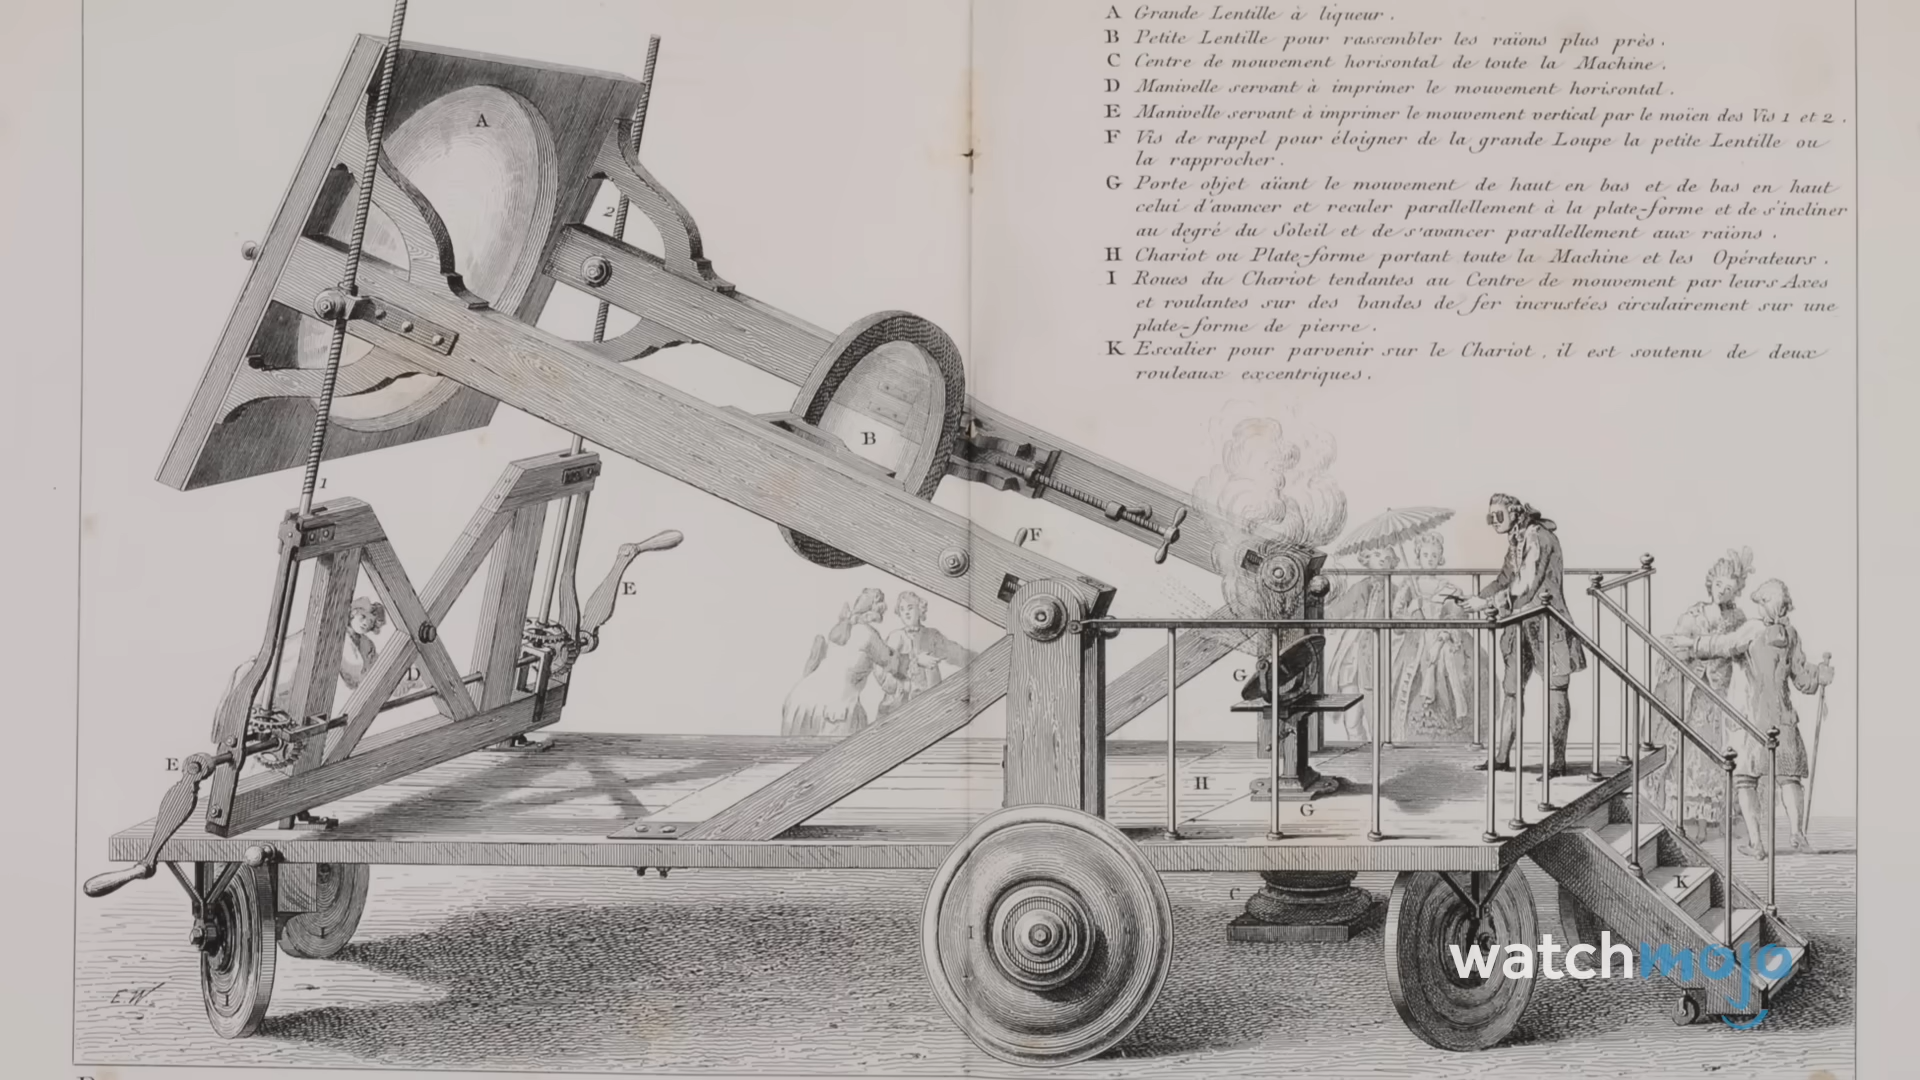 A Grande Lentille à liqueur.
B Petite Lentille pour rassembler les raïons plus près.
C Centre de mouvement horisontal de toute la Machine.
D Manivelle servant à imprimer le mouvement horisontal.
E Manivelle servant à imprimer le mouvement vertical par le moïen des Vis 1 et 2.
F Vis de rappel pour éloigner de la grande Loupe la petite Lentille ou
la rapprocher.
G Porte objet aïant le mouvement de haut en bas et de bas en haut
celui d'avancer et reculer parallellement à la plate-forme et de s'incliner
au degré du Soleil et de s'avancer parallellement aux raïons.
H Chariot ou Plate-forme portant toute la Machine et les Opérateurs.
I Roues du Chariot tendantes au Centre de mouvement par leurs Axes
et roulantes sur des bandes de fer incrustées circulairement sur une
plate-forme de pierre.
K Escalier pour parvenir sur le Chariot, il est soutenu de deux
rouleaux excentriques.
A
2
B
1
F
E
D
G
E
H
G
K
C
I
I
I
E.W.
watchmojo